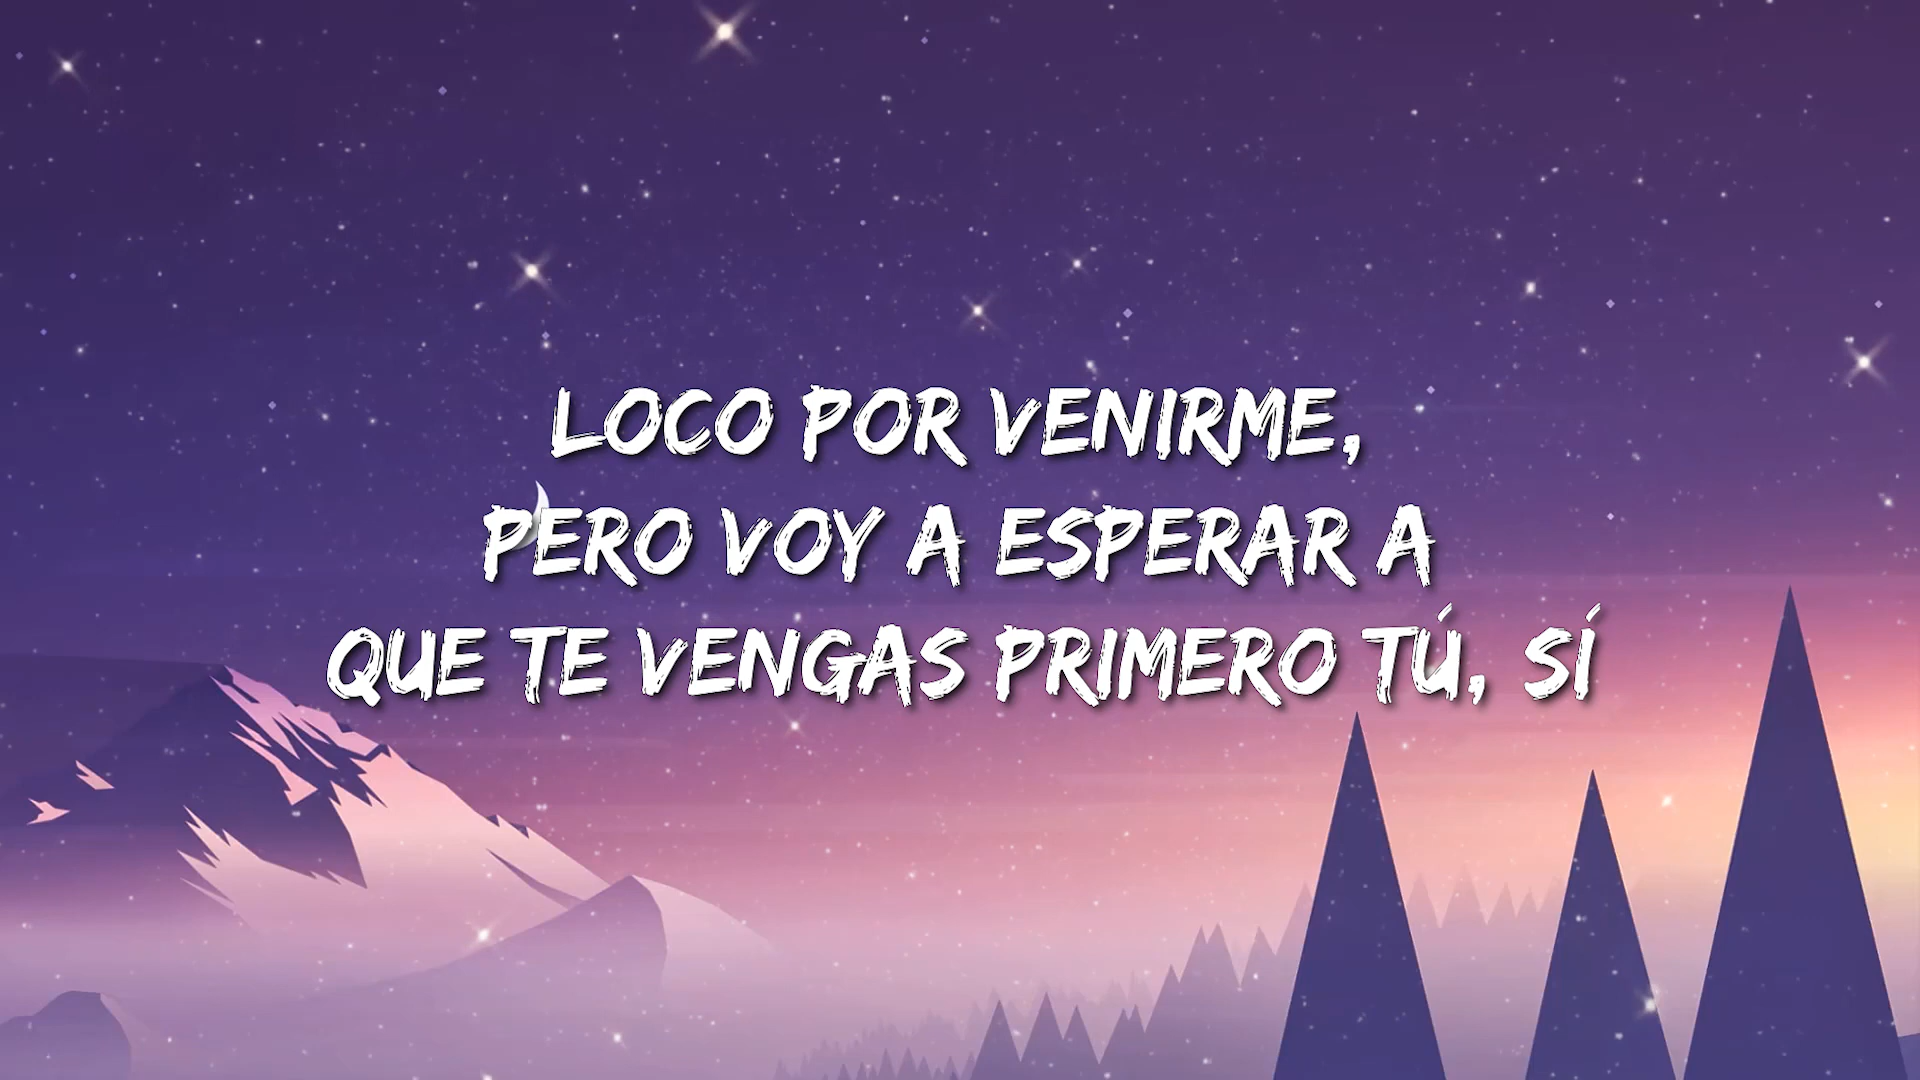 LOCO POR VENIRME,
PERO VOY A ESPERAR A
QUE TE VENGAS PRIMERO TÚ, SÍ